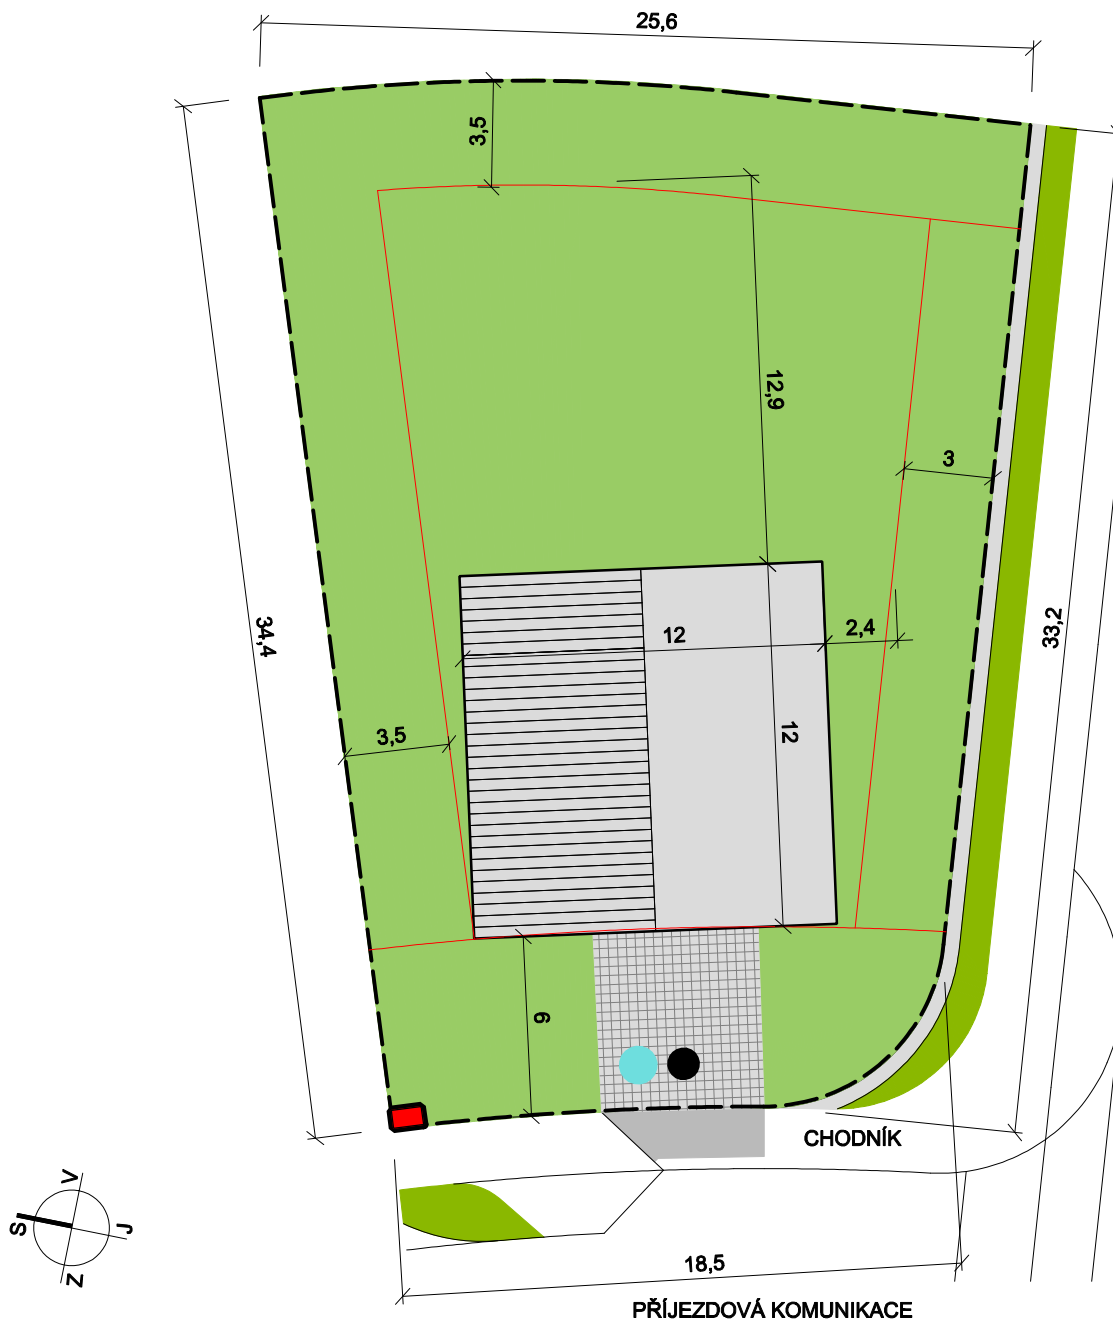 25,6
3,5
12,9
3
34,4
12
2,4
33,2
3,5
12
6
CHODNÍK
V
S
J
Z
18,5
PŘÍJEZDOVÁ KOMUNIKACE